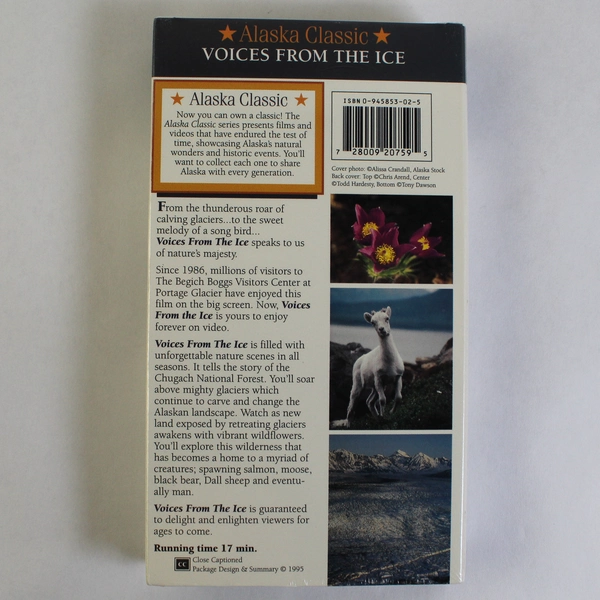 ★ Alaska Classic ★
VOICES FROM THE ICE
★ Alaska Classic ★
Now you can own a classic! The
Alaska Classic series presents films and
videos that have endured the test of
time, showcasing Alaska's natural
wonders and historic events. You'll
want to collect each one to share
Alaska with every generation.
ISBN 0-945853-02-5
7 28009 20759 5
Cover photo: ©Alissa Crandall, Alaska Stock
Back cover: Top ©Chris Arend, Center
©Todd Hardesty, Bottom ©Tony Dawson
From the thunderous roar of
calving glaciers...to the sweet
melody of a song bird...
Voices From The Ice speaks to us
of nature's majesty.
Since 1986, millions of visitors to
The Begich Boggs Visitors Center at
Portage Glacier have enjoyed this
film on the big screen. Now, Voices
From the Ice is yours to enjoy
forever on video.
Voices From The Ice is filled with
unforgettable nature scenes in all
seasons. It tells the story of the
Chugach National Forest. You'll soar
above mighty glaciers which
continue to carve and change the
Alaskan landscape. Watch as new
land exposed by retreating glaciers
awakens with vibrant wildflowers.
You'll explore this wilderness that
has becomes a home to a myriad of
creatures; spawning salmon, moose,
black bear, Dall sheep and eventu-
ally man.
Voices From The Ice is guaranteed
to delight and enlighten viewers for
ages to come.
Running time 17 min.
CC Close Captioned
Package Design & Summary © 1995